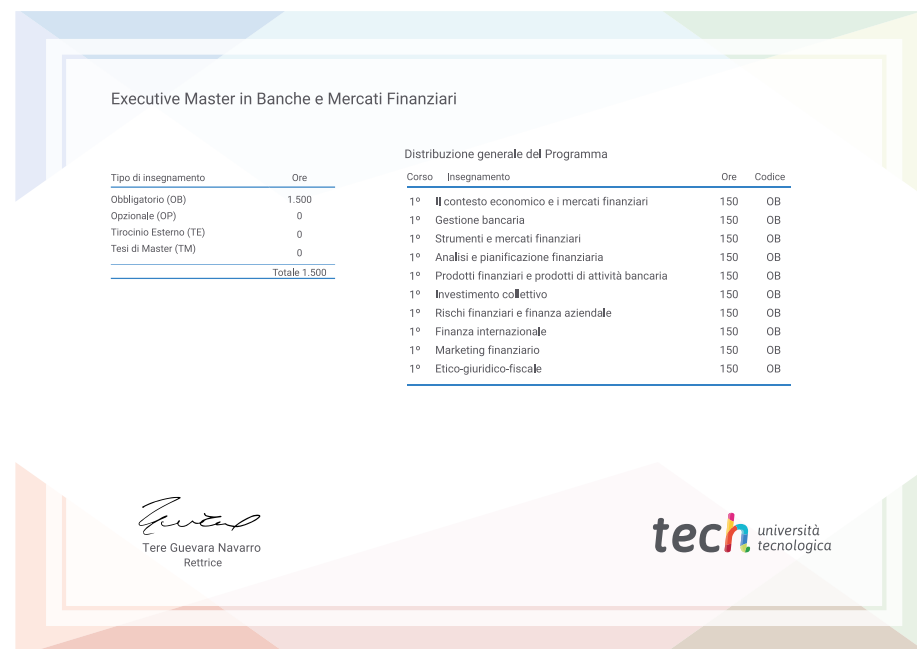 Executive Master in Banche e Mercati Finanziari
Tipo di insegnamento Ore
Obbligatorio (OB) 1.500
Opzionale (OP) 0
Tirocinio Esterno (TE) 0
Tesi di Master (TM) 0
Totale 1.500
Distribuzione generale del Programma
Corso Insegnamento Ore Codice
1º Il contesto economico e i mercati finanziari 150 OB
1º Gestione bancaria 150 OB
1º Strumenti e mercati finanziari 150 OB
1º Analisi e pianificazione finanziaria 150 OB
1º Prodotti finanziari e prodotti di attività bancaria 150 OB
1º Investimento collettivo 150 OB
1º Rischi finanziari e finanza aziendale 150 OB
1º Finanza internazionale 150 OB
1º Marketing finanziario 150 OB
1º Etico-giuridico-fiscale 150 OB
Tere Guevara Navarro
Rettrice
tech università
tecnologica